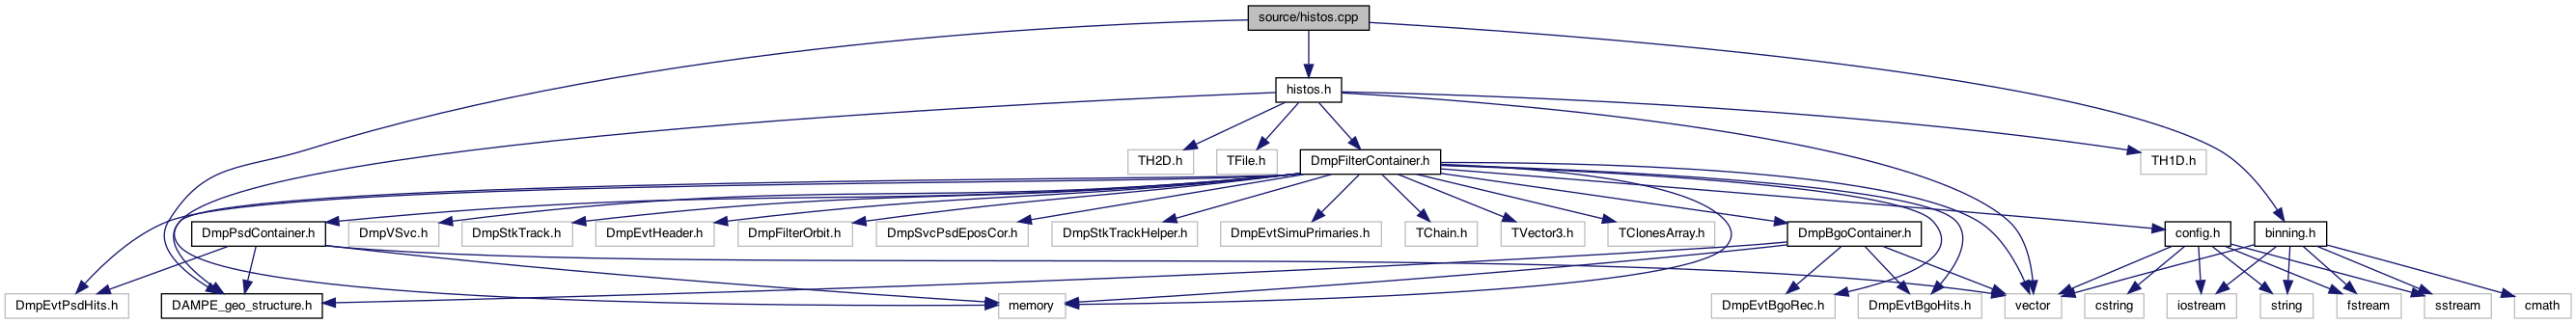 source/histos.cpp
histos.h
TH2D.h
TFile.h
DmpFilterContainer.h
TH1D.h
DmpPsdContainer.h
DmpVSvc.h
DmpStkTrack.h
DmpEvtHeader.h
DmpFilterOrbit.h
DmpSvcPsdEposCor.h
DmpStkTrackHelper.h
DmpEvtSimuPrimaries.h
TChain.h
TVector3.h
TClonesArray.h
DmpBgoContainer.h
config.h
binning.h
DmpEvtPsdHits.h
DAMPE_geo_structure.h
memory
DmpEvtBgoRec.h
DmpEvtBgoHits.h
vector
cstring
iostream
string
fstream
sstream
cmath